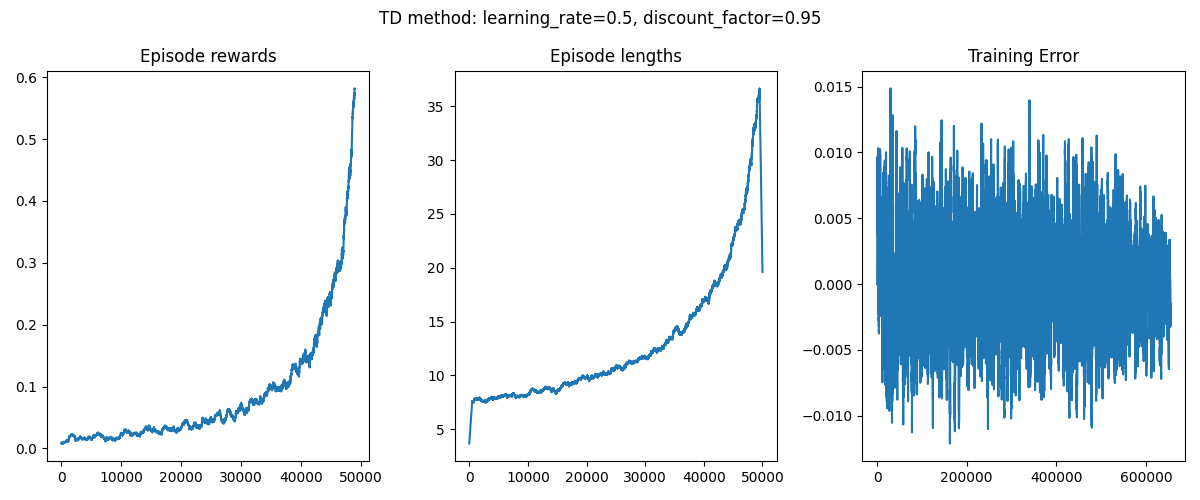 TD method: learning_rate=0.5, discount_factor=0.95
Episode rewards
Episode lengths
Training Error
0.6
0.5
0.4
0.3
0.2
0.1
0.0
0 10000 20000 30000 40000 50000
35
30
25
20
15
10
5
0 10000 20000 30000 40000 50000
0.015
0.010
0.005
0.000
−0.005
−0.010
0 200000 400000 600000